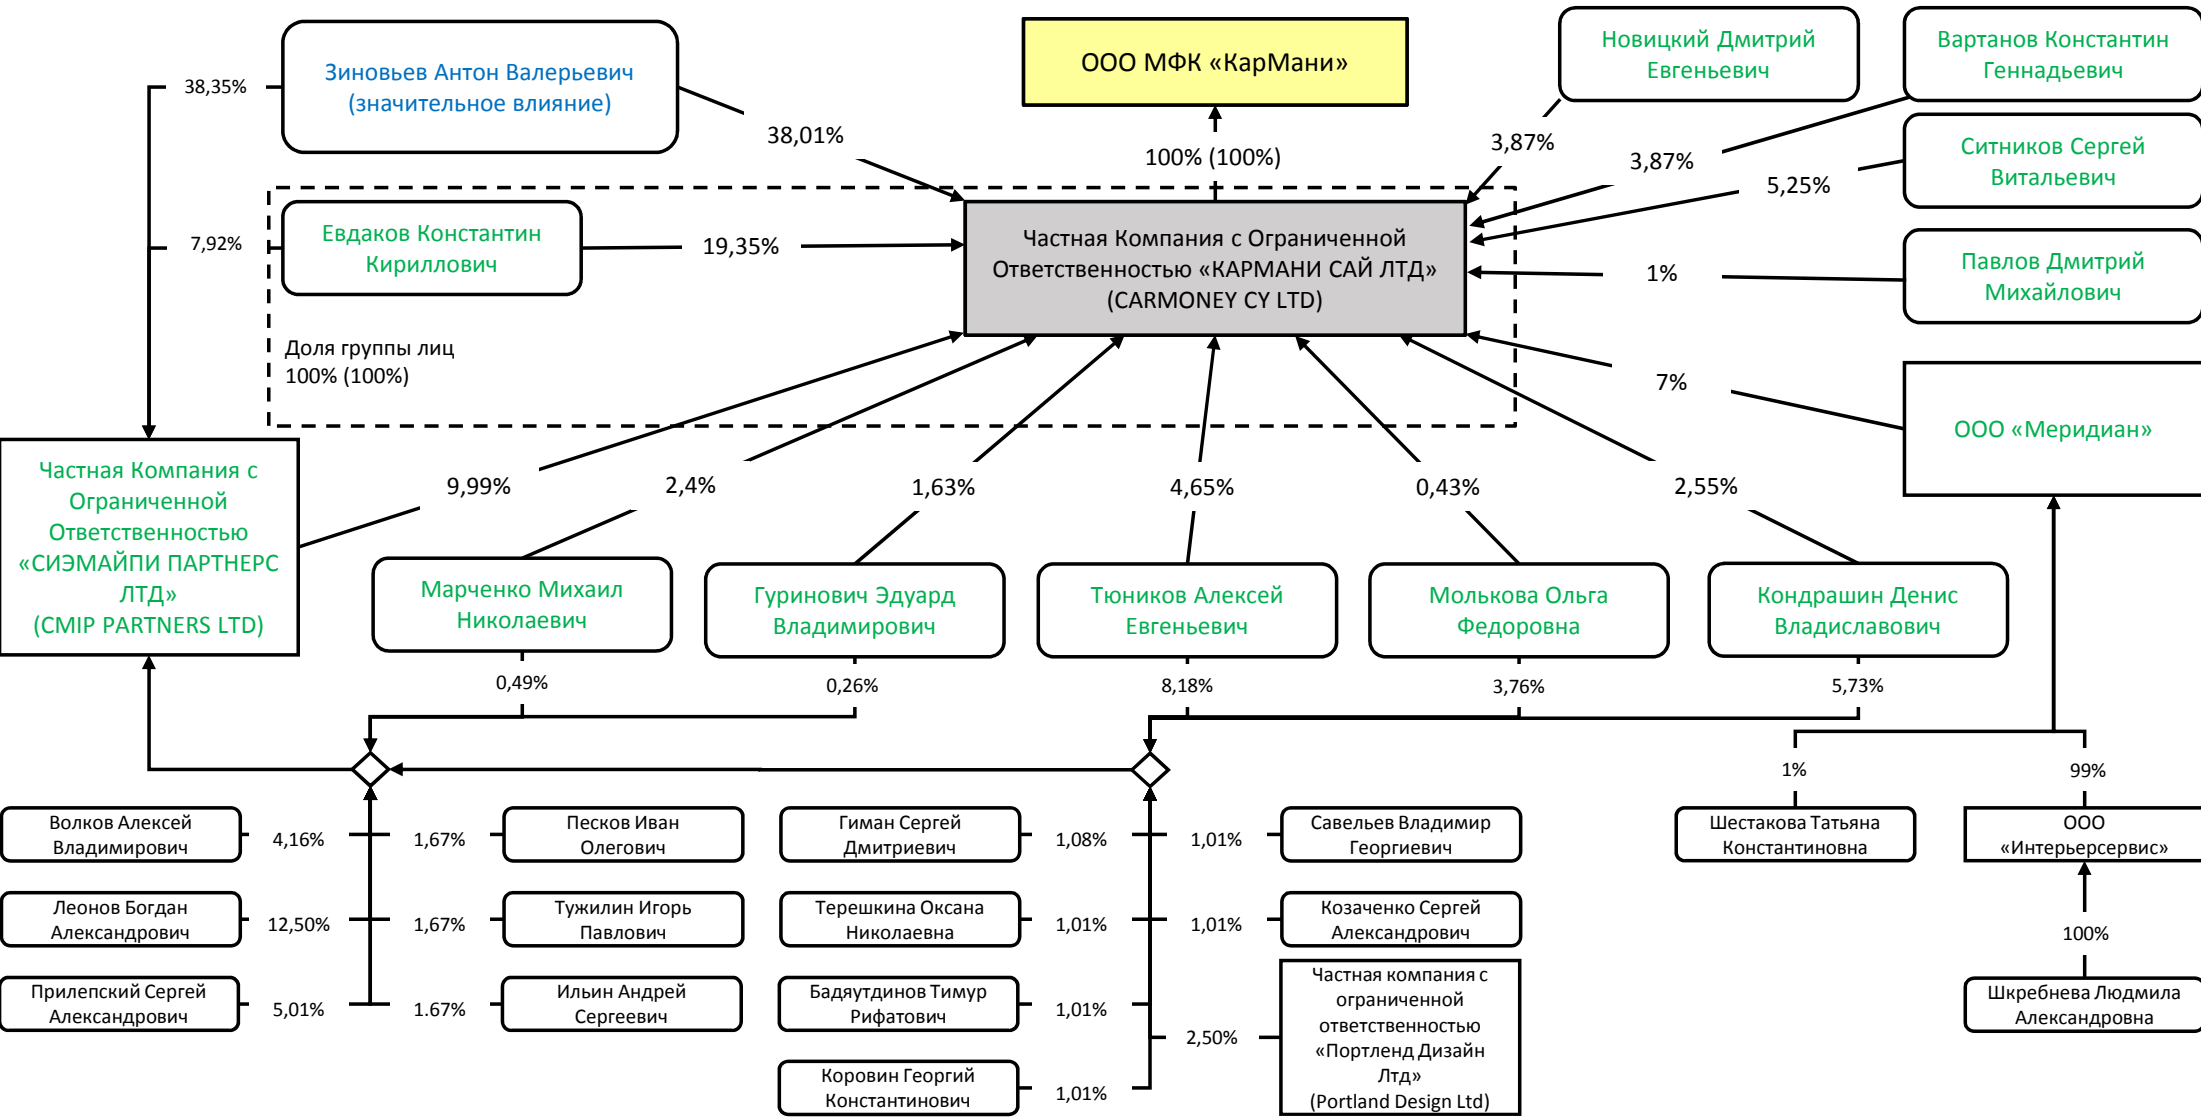 38,35%
Зиновьев Антон Валерьевич
(значительное влияние)
38,01%
ООО МФК «КарМани»
100% (100%)
Новицкий Дмитрий
Евгеньевич
3,87%
Вартанов Константин
Геннадьевич
3,87%
Ситников Сергей
Витальевич
5,25%
7,92%
Евдаков Константин
Кириллович
19,35%
Частная Компания с Ограниченной
Ответственностью «КАРМАНИ САЙ ЛТД»
(CARMONEY CY LTD)
1%
Павлов Дмитрий
Михайлович
Доля группы лиц
100% (100%)
7%
ООО «Меридиан»
Частная Компания с
Ограниченной
Ответственностью
«СИЭМАЙПИ ПАРТНЕРС
ЛТД»
(CMIP PARTNERS LTD)
9,99%
2,4%
1,63%
4,65%
0,43%
2,55%
Марченко Михаил
Николаевич
Гуринович Эдуард
Владимирович
Тюников Алексей
Евгеньевич
Молькова Ольга
Федоровна
Кондрашин Денис
Владиславович
0,49%
0,26%
8,18%
3,76%
5,73%
1%
99%
Волков Алексей
Владимирович
4,16%
1,67%
Песков Иван
Олегович
Гиман Сергей
Дмитриевич
1,08%
1,01%
Савельев Владимир
Георгиевич
Шестакова Татьяна
Константиновна
ООО
«Интерьерсервис»
Леонов Богдан
Александрович
12,50%
1,67%
Тужилин Игорь
Павлович
Терешкина Оксана
Николаевна
1,01%
1,01%
Козаченко Сергей
Александрович
100%
Прилепский Сергей
Александрович
5,01%
1.67%
Ильин Андрей
Сергеевич
Бадяутдинов Тимур
Рифатович
1,01%
2,50%
Частная компания с
ограниченной
ответственностью
«Портленд Дизайн
Лтд»
(Portland Design Ltd)
Шкребнева Людмила
Александровна
Коровин Георгий
Константинович
1,01%